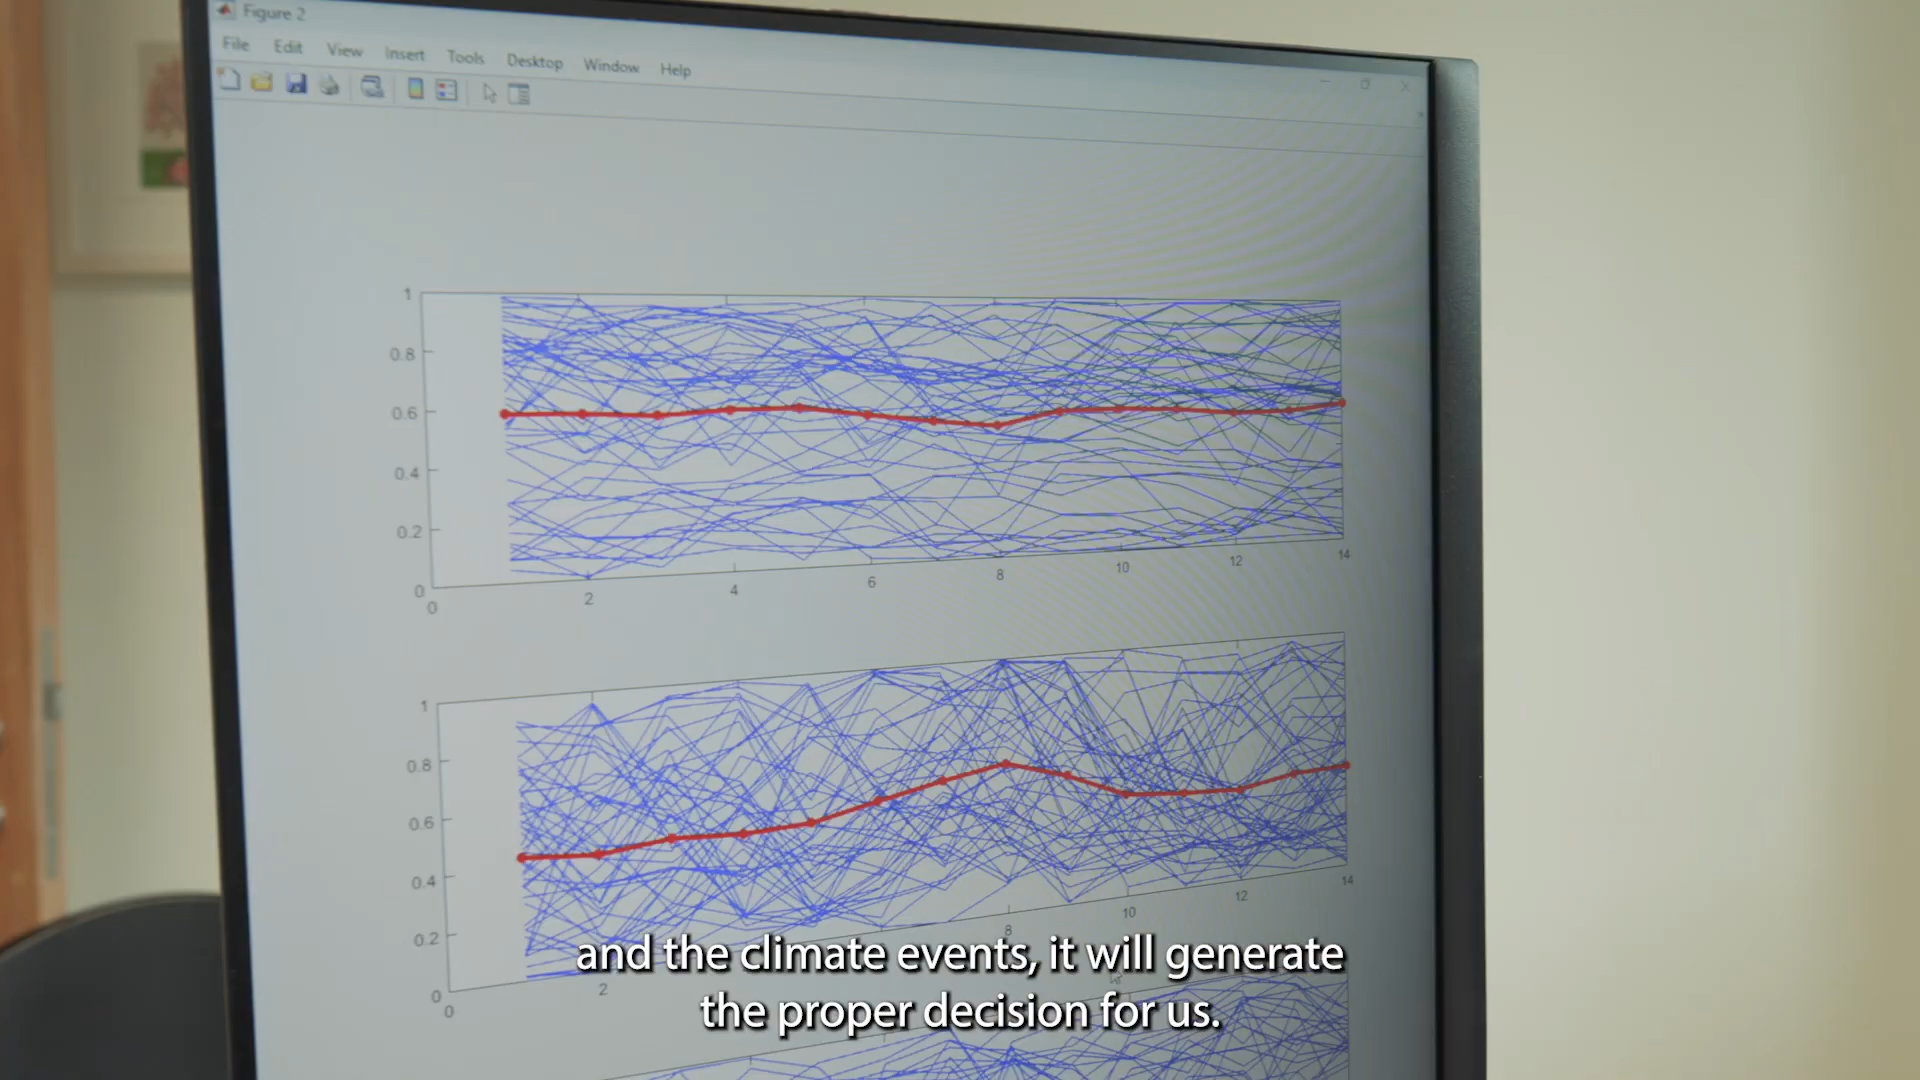 Figure 2
File Edit View Insert Tools Desktop Window Help
1
0.8
0.6
0.4
0.2
0
0 2 4 6 8 10 12 14
1
0.8
0.6
0.4
0.2
0
0 2 8 10 12 14
and the climate events, it will generate
the proper decision for us.